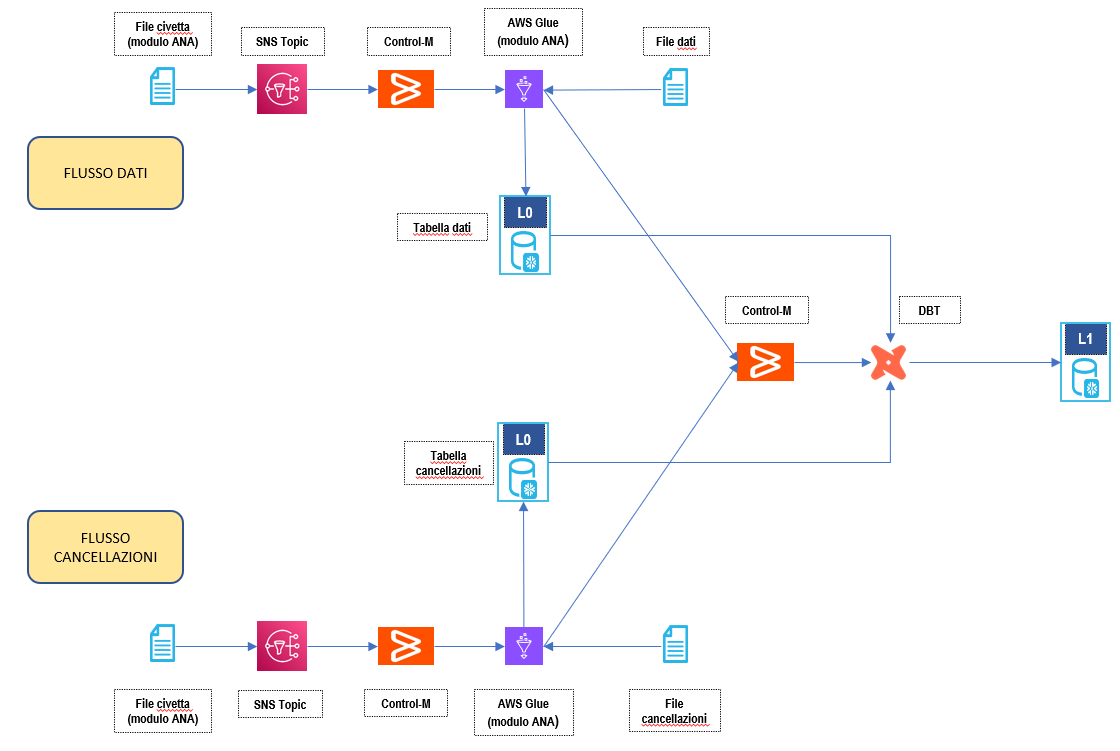 File civetta
(modulo ANA)
SNS Topic
Control-M
AWS Glue
(modulo ANA)
File dati
FLUSSO DATI
L0
Tabella dati
Control-M
DBT
L1
L0
Tabella
cancellazioni
FLUSSO
CANCELLAZIONI
File civetta
(modulo ANA)
SNS Topic
Control-M
AWS Glue
(modulo ANA)
File
cancellazioni